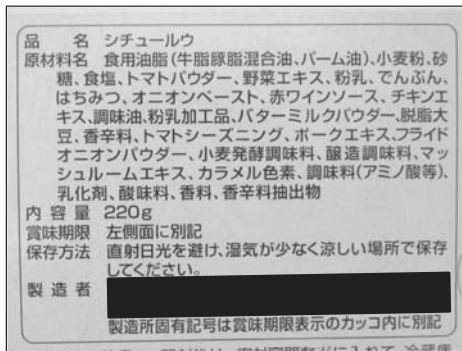 品名 シチュールウ
原材料名 食用油脂(牛脂豚脂混合油、パーム油)、小麦粉、砂
糖、食塩、トマトパウダー、野菜エキス、粉乳、でんぷん、
はちみつ、オニオンペースト、赤ワインソース、チキンエ
キス、調味油、粉乳加工品、バターミルクパウダー、脱脂大
豆、香辛料、トマトシーズニング、ポークエキス、フライド
オニオンパウダー、小麦発酵調味料、醸造調味料、マッ
シュルームエキス、カラメル色素、調味料(アミノ酸等)、
乳化剤、酸味料、香料、香辛料抽出物
内容量 220g
賞味期限 左側面に別記
保存方法 直射日光を避け、湿気が少なく涼しい場所で保存
してください。
製造者
製造所固有記号は賞味期限表示のカッコ内に別記